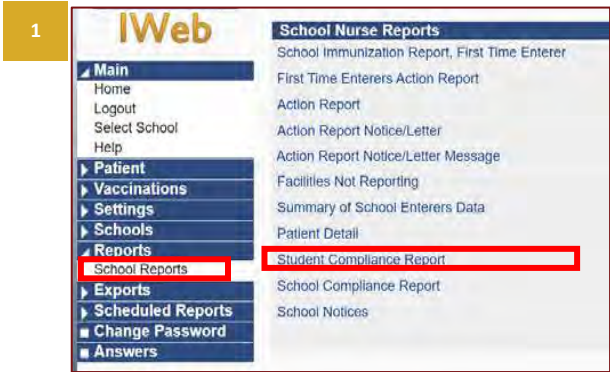 1
IWeb
Main
Home
Logout
Select School
Help
Patient
Vaccinations
Settings
Schools
Reports
School Reports
Exports
Scheduled Reports
Change Password
Answers
School Nurse Reports
School Immunization Report, First Time Enterer
First Time Enterers Action Report
Action Report
Action Report Notice/Letter
Action Report Notice/Letter Message
Facilities Not Reporting
Summary of School Enterers Data
Patient Detail
Student Compliance Report
School Compliance Report
School Notices